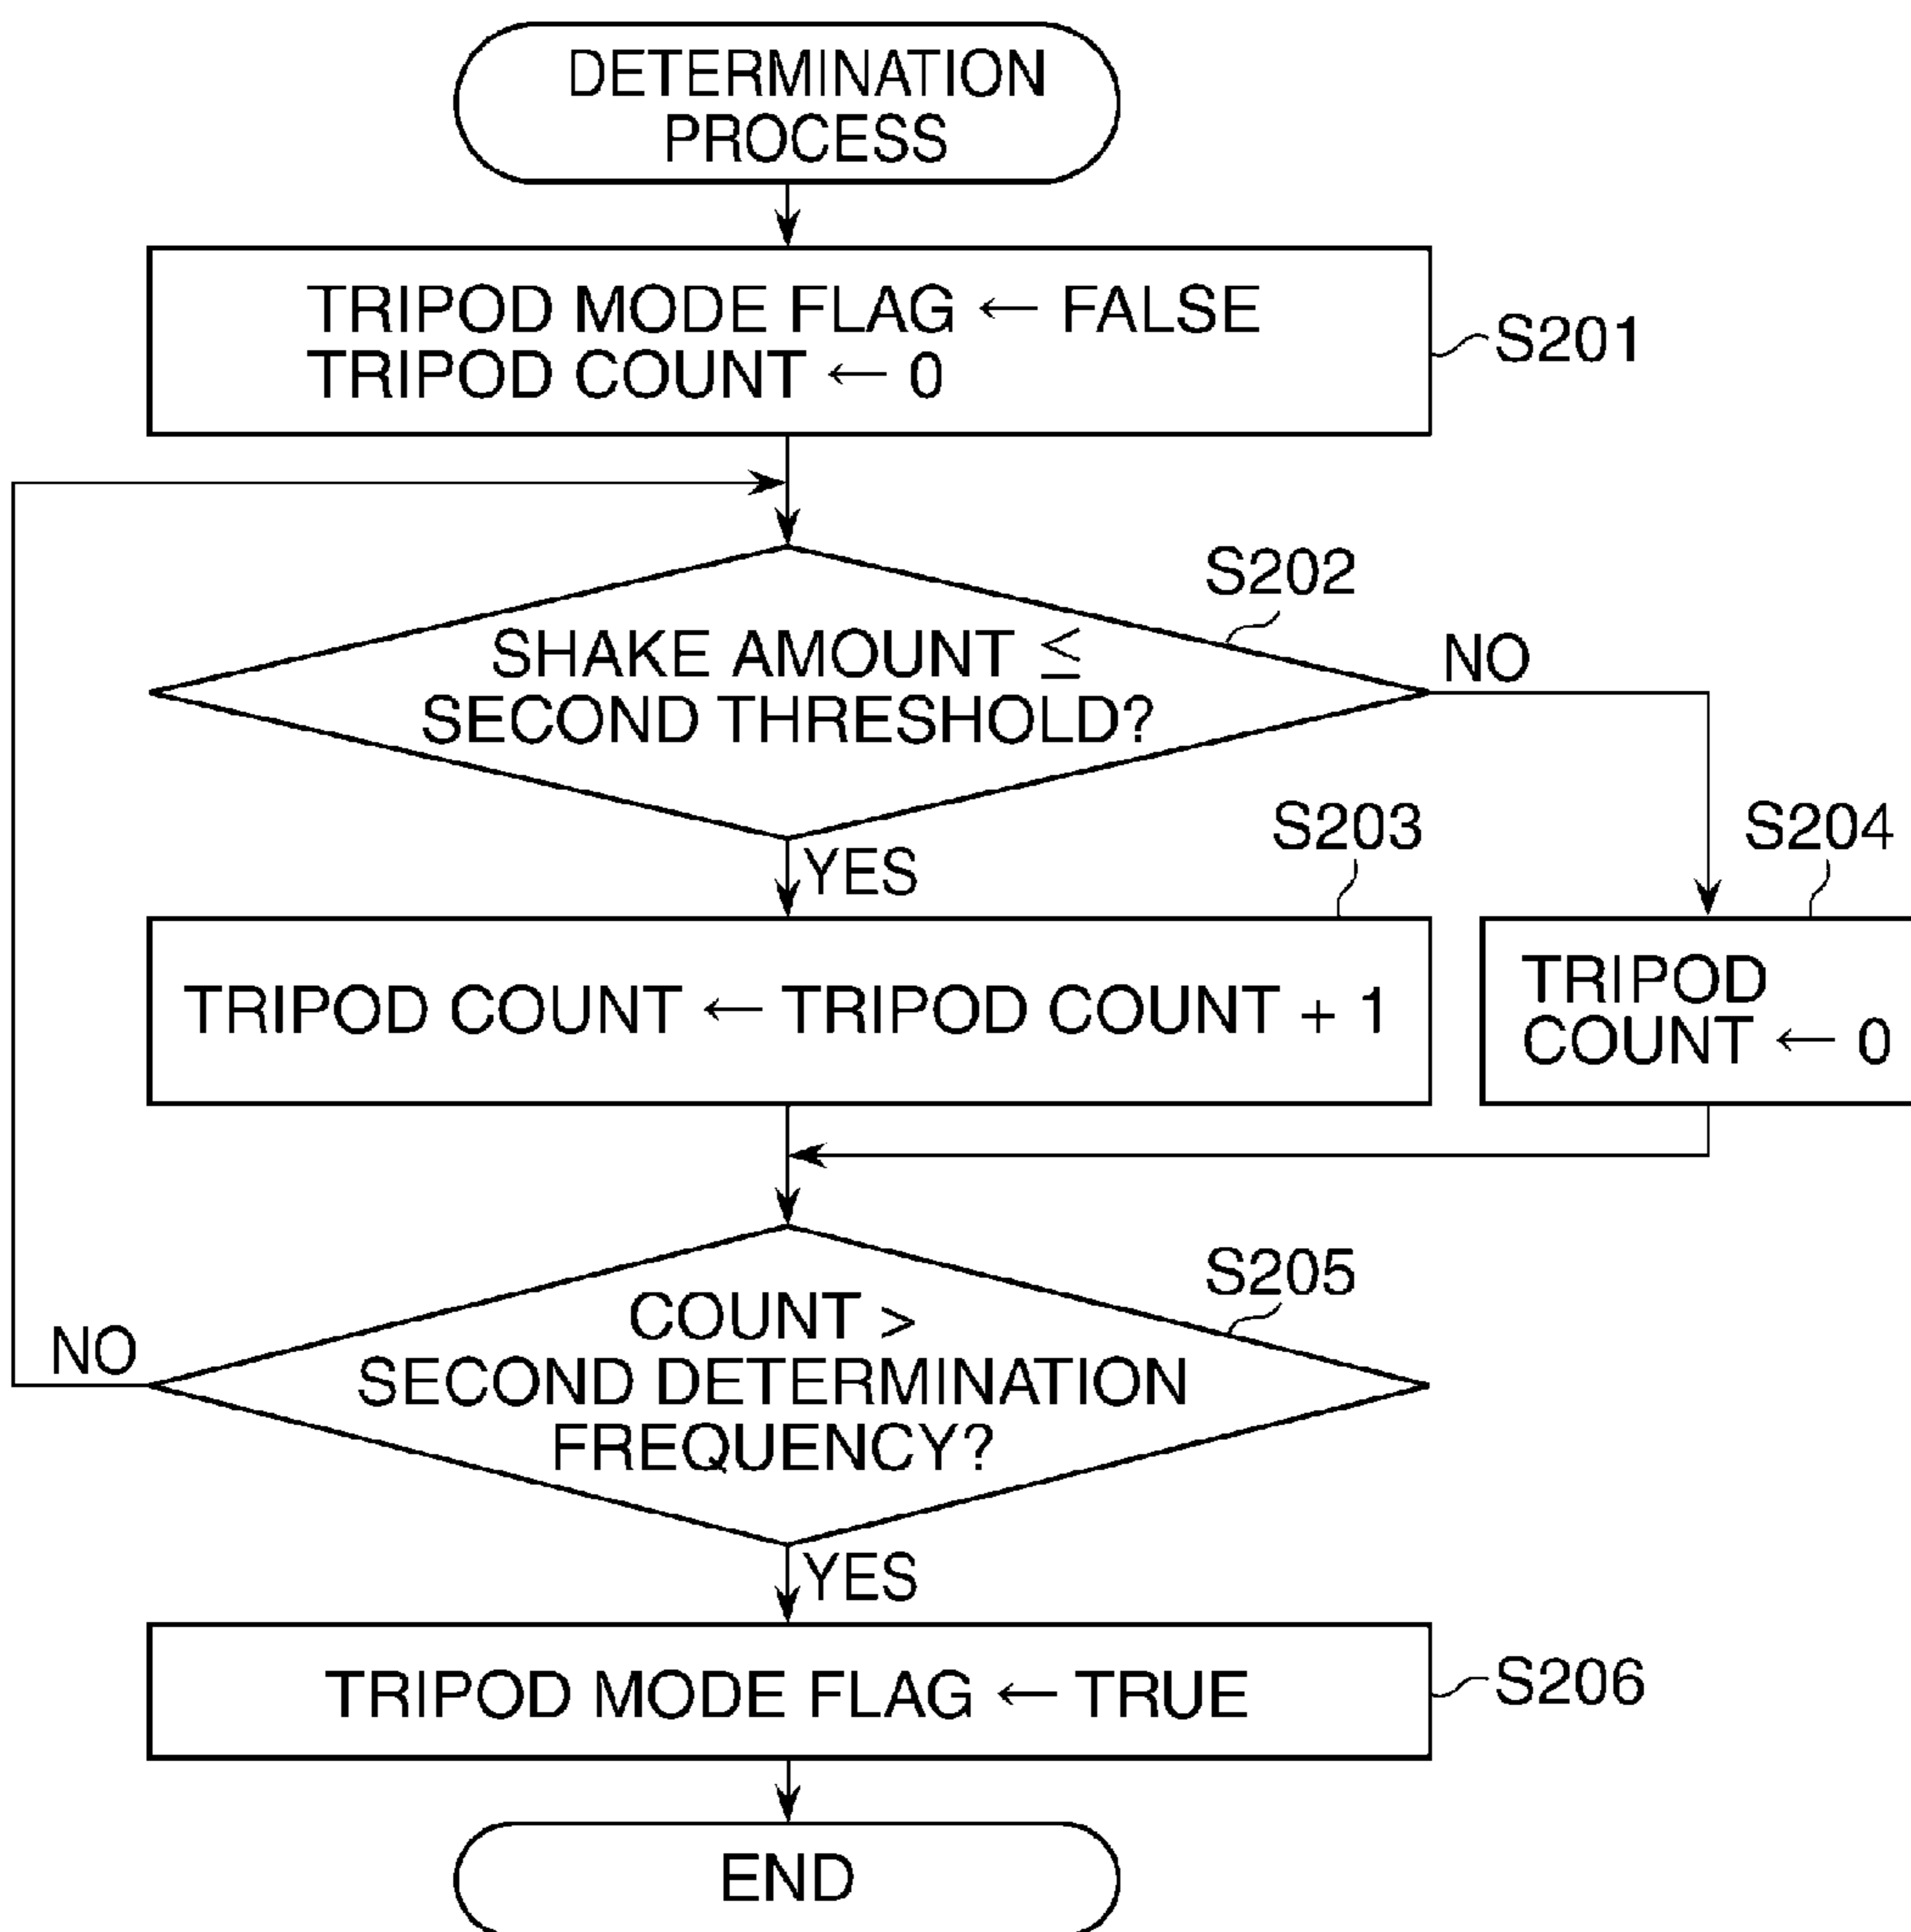 DETERMINATION
PROCESS
TRIPOD MODE FLAG ← FALSE
TRIPOD COUNT ← 0
S201
S202
SHAKE AMOUNT ≤
SECOND THRESHOLD?
NO
YES
S203
S204
TRIPOD COUNT ← TRIPOD COUNT + 1
TRIPOD
COUNT ← 0
S205
COUNT >
SECOND DETERMINATION
FREQUENCY?
NO
YES
TRIPOD MODE FLAG ← TRUE
S206
END